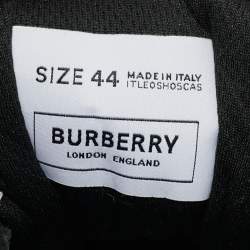 SIZE 44 MADE IN ITALY
ITLEOSHOSCAS
BURBERRY
LONDON ENGLAND